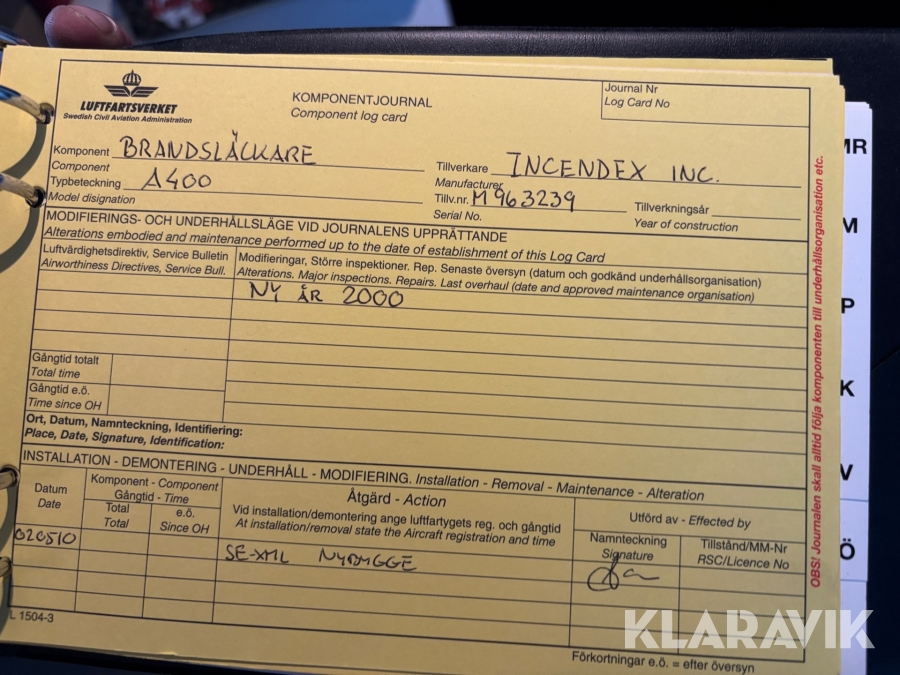 LUFTFARTSVERKET
Swedish Civil Aviation Administration
KOMPONENTJOURNAL
Component log card
Journal Nr
Log Card No
Komponent BRANDSLÄCKARE
Component
Tillverkare INCENDEX INC.
Manufacturer
Typbeteckning A400
Model designation
Tillv.nr. M963239
Serial No.
Tillverkningsår
Year of construction
MODIFIERINGS- OCH UNDERHÅLLSLÄGE VID JOURNALENS UPPRÄTTANDE
Alterations embodied and maintenance performed up to the date of establishment of this Log Card
Luftvärdighetsdirektiv, Service Bulletin
Airworthiness Directives, Service Bull.
Modifieringar, Större inspektioner. Rep. Senaste översyn (datum och godkänd underhållsorganisation)
Alterations. Major inspections. Repairs. Last overhaul (date and approved maintenance organisation)
NY ÅR 2000
Gångtid totalt
Total time
Gångtid e.ö.
Time since OH
Ort, Datum, Namnteckning, Identifiering:
Place, Date, Signature, Identification:
INSTALLATION - DEMONTERING - UNDERHÅLL - MODIFIERING. Installation - Removal - Maintenance - Alteration
Datum
Date
Komponent - Component
Gångtid - Time
Total
Total
e.ö.
Since OH
Åtgärd - Action
Vid installation/demontering ange luftfartygets reg. och gångtid
At installation/removal state the Aircraft registration and time
Utförd av - Effected by
Namnteckning
Signature
Tillstånd/MM-Nr
RSC/Licence No
020510
SE-XML NYBYGGE
L 1504-3
Förkortningar e.ö. = efter översyn
OBS! Journalen skall alltid följa komponenten till underhållsorganisation etc.
MR
M
P
K
V
Ö
KLARAVIK